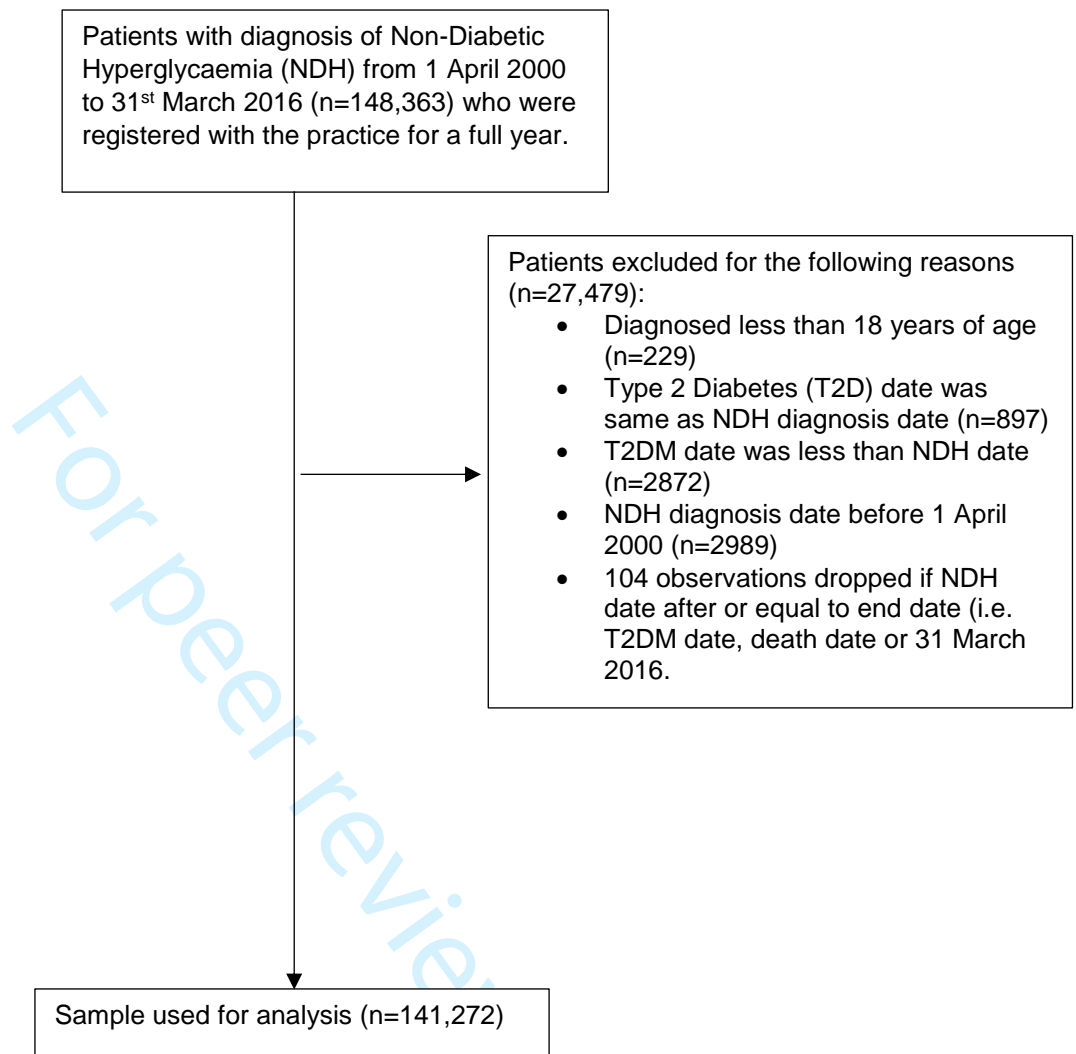 Patients with diagnosis of Non-Diabetic
Hyperglycaemia (NDH) from 1 April 2000
to 31st March 2016 (n=148,363) who were
registered with the practice for a full year.
Patients excluded for the following reasons
(n=27,479):
• Diagnosed less than 18 years of age
(n=229)
• Type 2 Diabetes (T2D) date was
same as NDH diagnosis date (n=897)
• T2DM date was less than NDH date
(n=2872)
• NDH diagnosis date before 1 April
2000 (n=2989)
• 104 observations dropped if NDH
date after or equal to end date (i.e.
T2DM date, death date or 31 March
2016.
For peer review
Sample used for analysis (n=141,272)